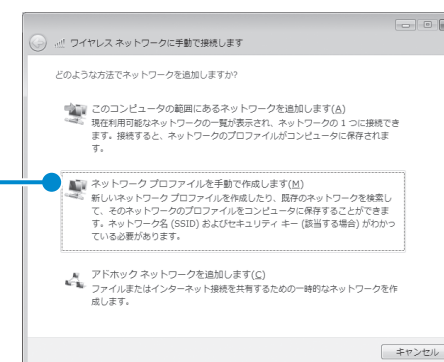 ワイヤレス ネットワークに手動で接続します
どのような方法でネットワークを追加しますか?
このコンピュータの範囲にあるネットワークを追加します(A)
現在利用可能なネットワークの一覧が表示され、ネットワークの 1 つに接続でき
ます。接続すると、ネットワークのプロファイルがコンピュータに保存されま
す。
ネットワーク プロファイルを手動で作成します(M)
新しいネットワーク プロファイルを作成したり、既存のネットワークを検索し
て、そのネットワークのプロファイルをコンピュータに保存することができま
す。ネットワーク名 (SSID) およびセキュリティ キー (該当する場合) がわかっ
ている必要があります。
アドホック ネットワークを追加します(C)
ファイルまたはインターネット接続を共有するための一時的なネットワークを作
成します。
キャンセル